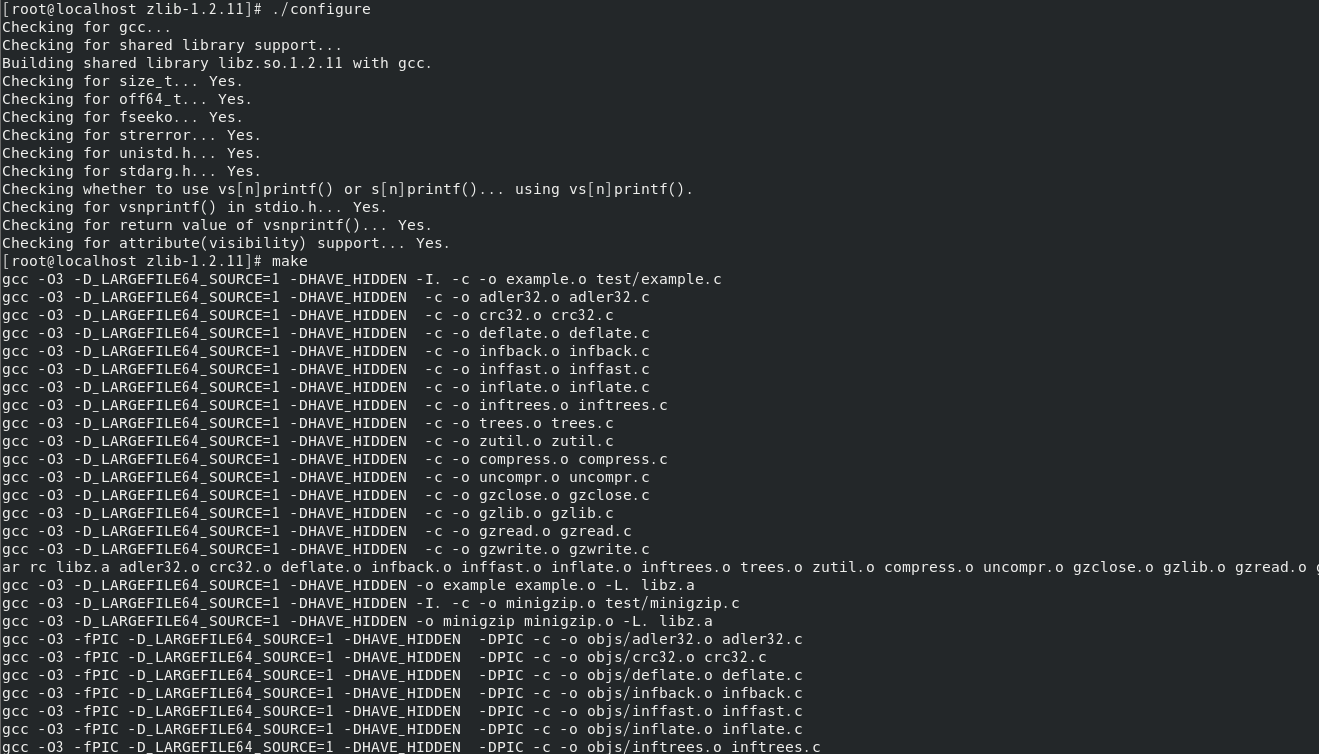 [root@localhost zlib-1.2.11]# ./configure
Checking for gcc...
Checking for shared library support...
Building shared library libz.so.1.2.11 with gcc.
Checking for size_t... Yes.
Checking for off64_t... Yes.
Checking for fseeko... Yes.
Checking for strerror... Yes.
Checking for unistd.h... Yes.
Checking for stdarg.h... Yes.
Checking whether to use vs[n]printf() or s[n]printf()... using vs[n]printf().
Checking for vsnprintf() in stdio.h... Yes.
Checking for return value of vsnprintf()... Yes.
Checking for attribute(visibility) support... Yes.
[root@localhost zlib-1.2.11]# make
gcc -O3 -D_LARGEFILE64_SOURCE=1 -DHAVE_HIDDEN -I. -c -o example.o test/example.c
gcc -O3 -D_LARGEFILE64_SOURCE=1 -DHAVE_HIDDEN  -c -o adler32.o adler32.c
gcc -O3 -D_LARGEFILE64_SOURCE=1 -DHAVE_HIDDEN  -c -o crc32.o crc32.c
gcc -O3 -D_LARGEFILE64_SOURCE=1 -DHAVE_HIDDEN  -c -o deflate.o deflate.c
gcc -O3 -D_LARGEFILE64_SOURCE=1 -DHAVE_HIDDEN  -c -o infback.o infback.c
gcc -O3 -D_LARGEFILE64_SOURCE=1 -DHAVE_HIDDEN  -c -o inffast.o inffast.c
gcc -O3 -D_LARGEFILE64_SOURCE=1 -DHAVE_HIDDEN  -c -o inflate.o inflate.c
gcc -O3 -D_LARGEFILE64_SOURCE=1 -DHAVE_HIDDEN  -c -o inftrees.o inftrees.c
gcc -O3 -D_LARGEFILE64_SOURCE=1 -DHAVE_HIDDEN  -c -o trees.o trees.c
gcc -O3 -D_LARGEFILE64_SOURCE=1 -DHAVE_HIDDEN  -c -o zutil.o zutil.c
gcc -O3 -D_LARGEFILE64_SOURCE=1 -DHAVE_HIDDEN  -c -o compress.o compress.c
gcc -O3 -D_LARGEFILE64_SOURCE=1 -DHAVE_HIDDEN  -c -o uncompr.o uncompr.c
gcc -O3 -D_LARGEFILE64_SOURCE=1 -DHAVE_HIDDEN  -c -o gzclose.o gzclose.c
gcc -O3 -D_LARGEFILE64_SOURCE=1 -DHAVE_HIDDEN  -c -o gzlib.o gzlib.c
gcc -O3 -D_LARGEFILE64_SOURCE=1 -DHAVE_HIDDEN  -c -o gzread.o gzread.c
gcc -O3 -D_LARGEFILE64_SOURCE=1 -DHAVE_HIDDEN  -c -o gzwrite.o gzwrite.c
ar rc libz.a adler32.o crc32.o deflate.o infback.o inffast.o inflate.o inftrees.o trees.o zutil.o compress.o uncompr.o gzclose.o gzlib.o gzread.o
gcc -O3 -D_LARGEFILE64_SOURCE=1 -DHAVE_HIDDEN -o example example.o -L. libz.a
gcc -O3 -D_LARGEFILE64_SOURCE=1 -DHAVE_HIDDEN -I. -c -o minigzip.o test/minigzip.c
gcc -O3 -D_LARGEFILE64_SOURCE=1 -DHAVE_HIDDEN -o minigzip minigzip.o -L. libz.a
gcc -O3 -fPIC -D_LARGEFILE64_SOURCE=1 -DHAVE_HIDDEN  -DPIC -c -o objs/adler32.o adler32.c
gcc -O3 -fPIC -D_LARGEFILE64_SOURCE=1 -DHAVE_HIDDEN  -DPIC -c -o objs/crc32.o crc32.c
gcc -O3 -fPIC -D_LARGEFILE64_SOURCE=1 -DHAVE_HIDDEN  -DPIC -c -o objs/deflate.o deflate.c
gcc -O3 -fPIC -D_LARGEFILE64_SOURCE=1 -DHAVE_HIDDEN  -DPIC -c -o objs/infback.o infback.c
gcc -O3 -fPIC -D_LARGEFILE64_SOURCE=1 -DHAVE_HIDDEN  -DPIC -c -o objs/inffast.o inffast.c
gcc -O3 -fPIC -D_LARGEFILE64_SOURCE=1 -DHAVE_HIDDEN  -DPIC -c -o objs/inflate.o inflate.c
gcc -O3 -fPIC -D_LARGEFILE64_SOURCE=1 -DHAVE_HIDDEN  -DPIC -c -o objs/inftrees.o inftrees.c